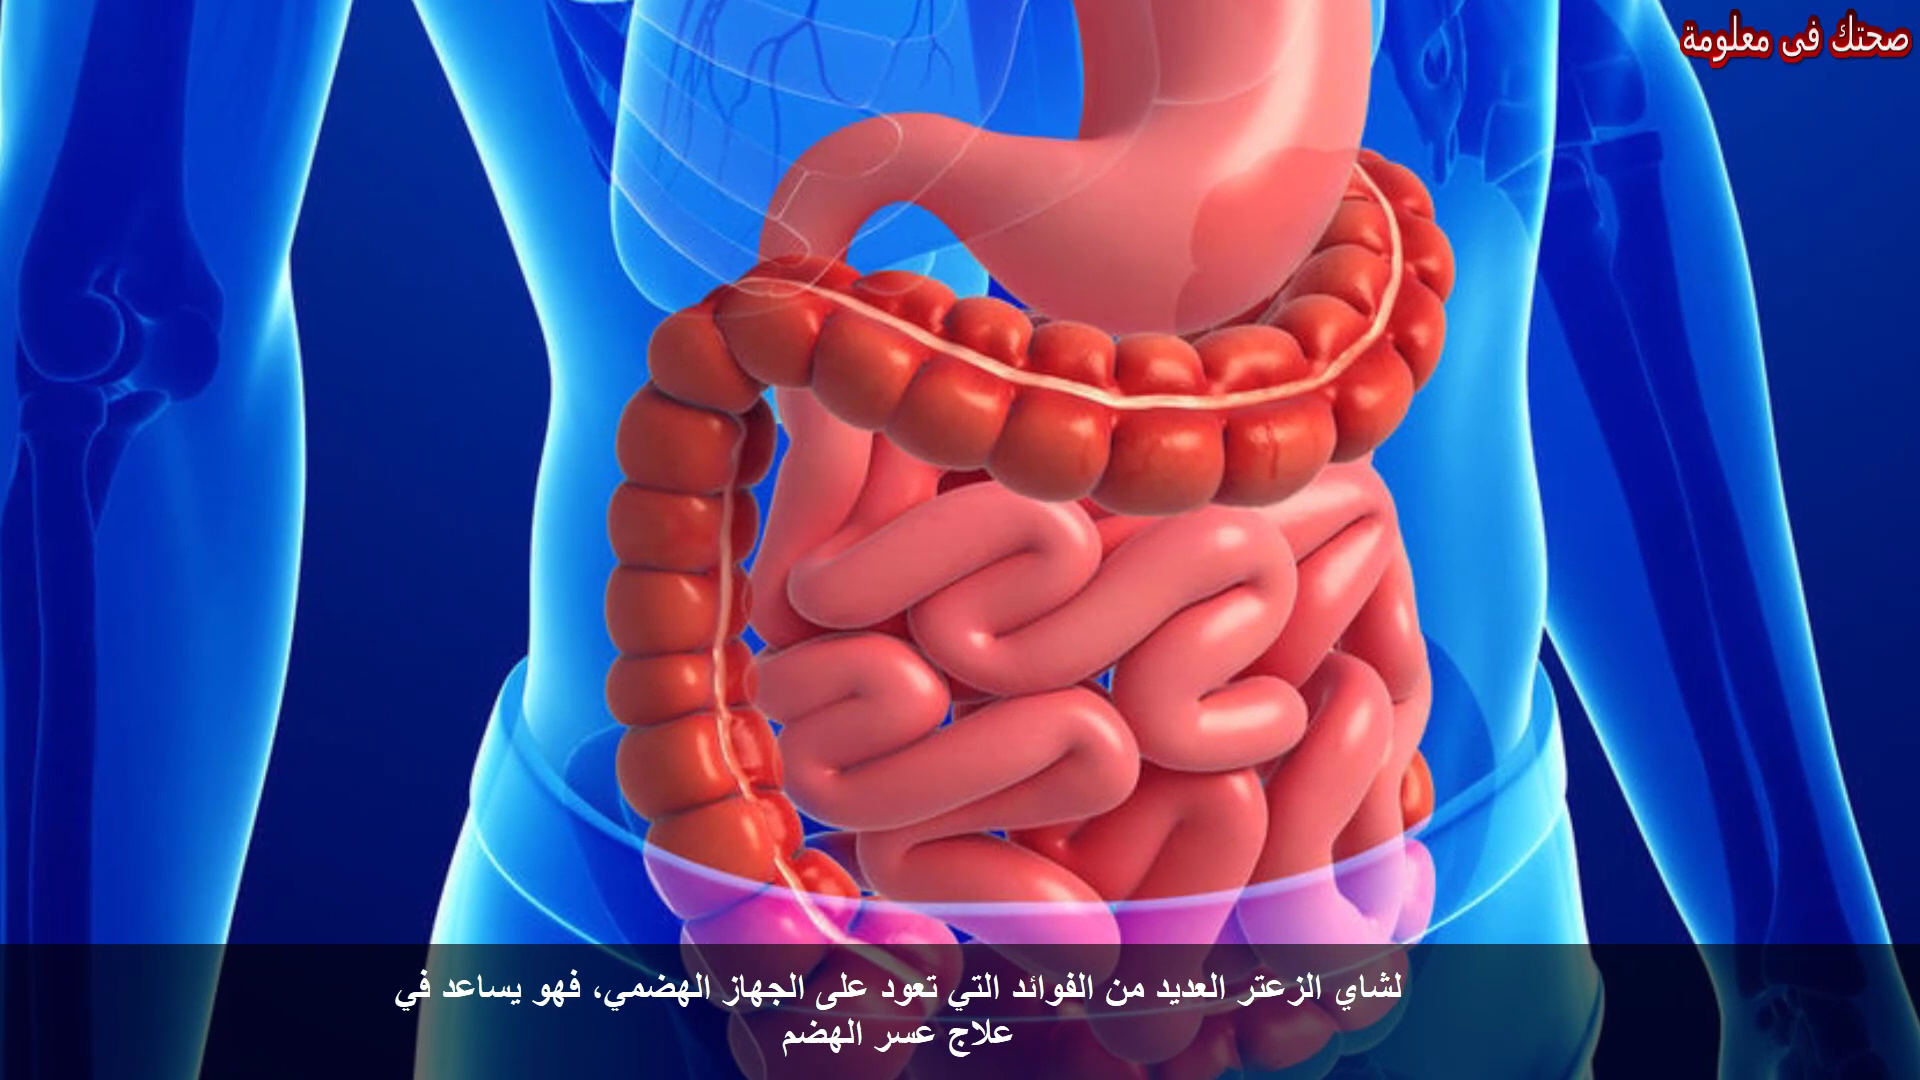 صحتك فى معلومة
لشاي الزعتر العديد من الفوائد التي تعود على الجهاز الهضمي، فهو يساعد في
علاج عسر الهضم